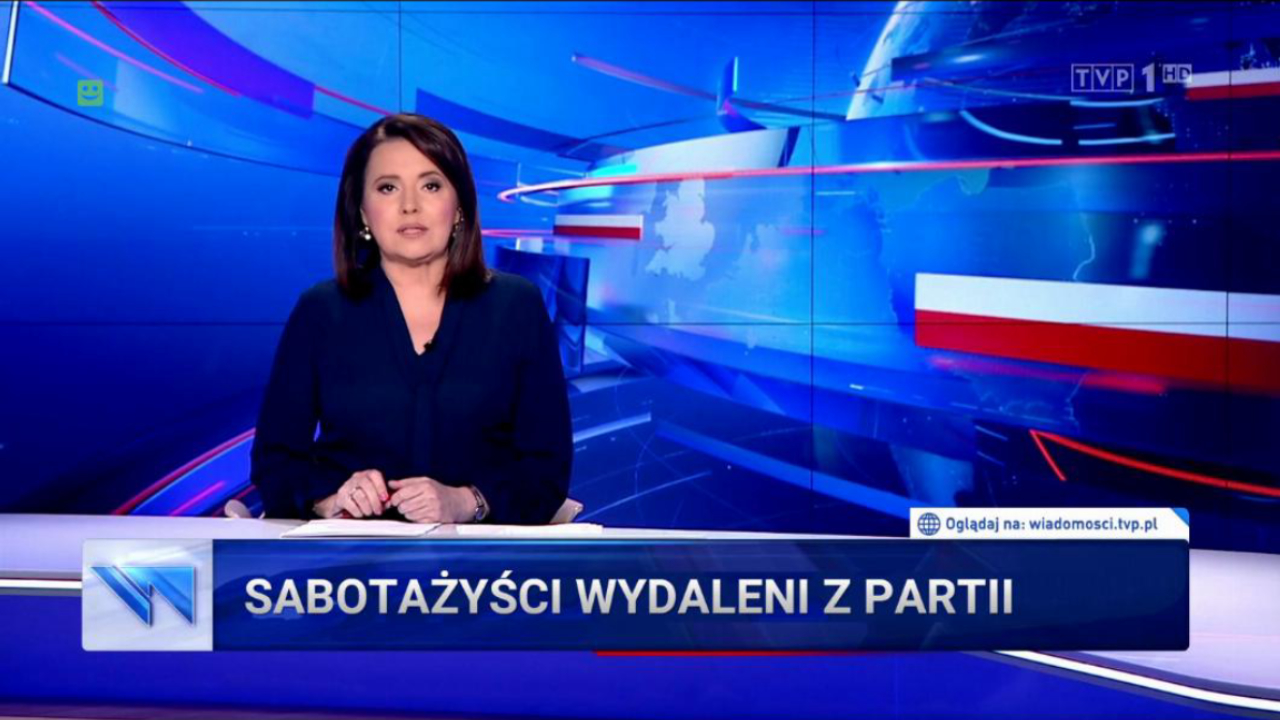 TVP 1 HD
Oglądaj na: wiadomosci.tvp.pl
SABOTAŻYŚCI WYDALENI Z PARTII